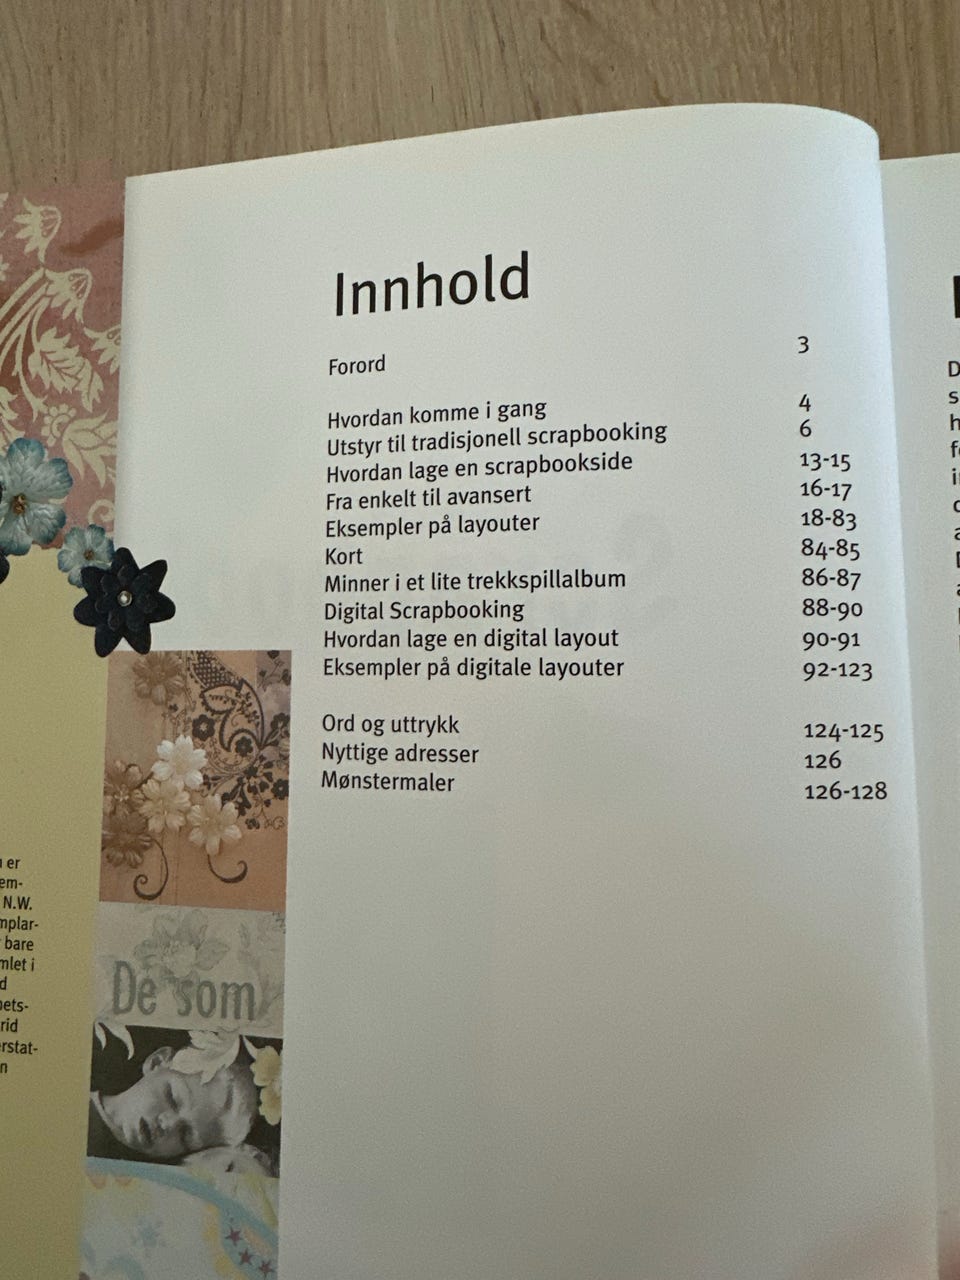 Innhold
Forord 3
Hvordan komme i gang 4
Utstyr til tradisjonell scrapbooking 6
Hvordan lage en scrapbookside 13-15
Fra enkelt til avansert 16-17
Eksempler på layouter 18-83
Kort 84-85
Minner i et lite trekkspillalbum 86-87
Digital Scrapbooking 88-90
Hvordan lage en digital layout 90-91
Eksempler på digitale layouter 92-123
Ord og uttrykk 124-125
Nyttige adresser 126
Mønstermaler 126-128
er
N.W.
bare
i
De som